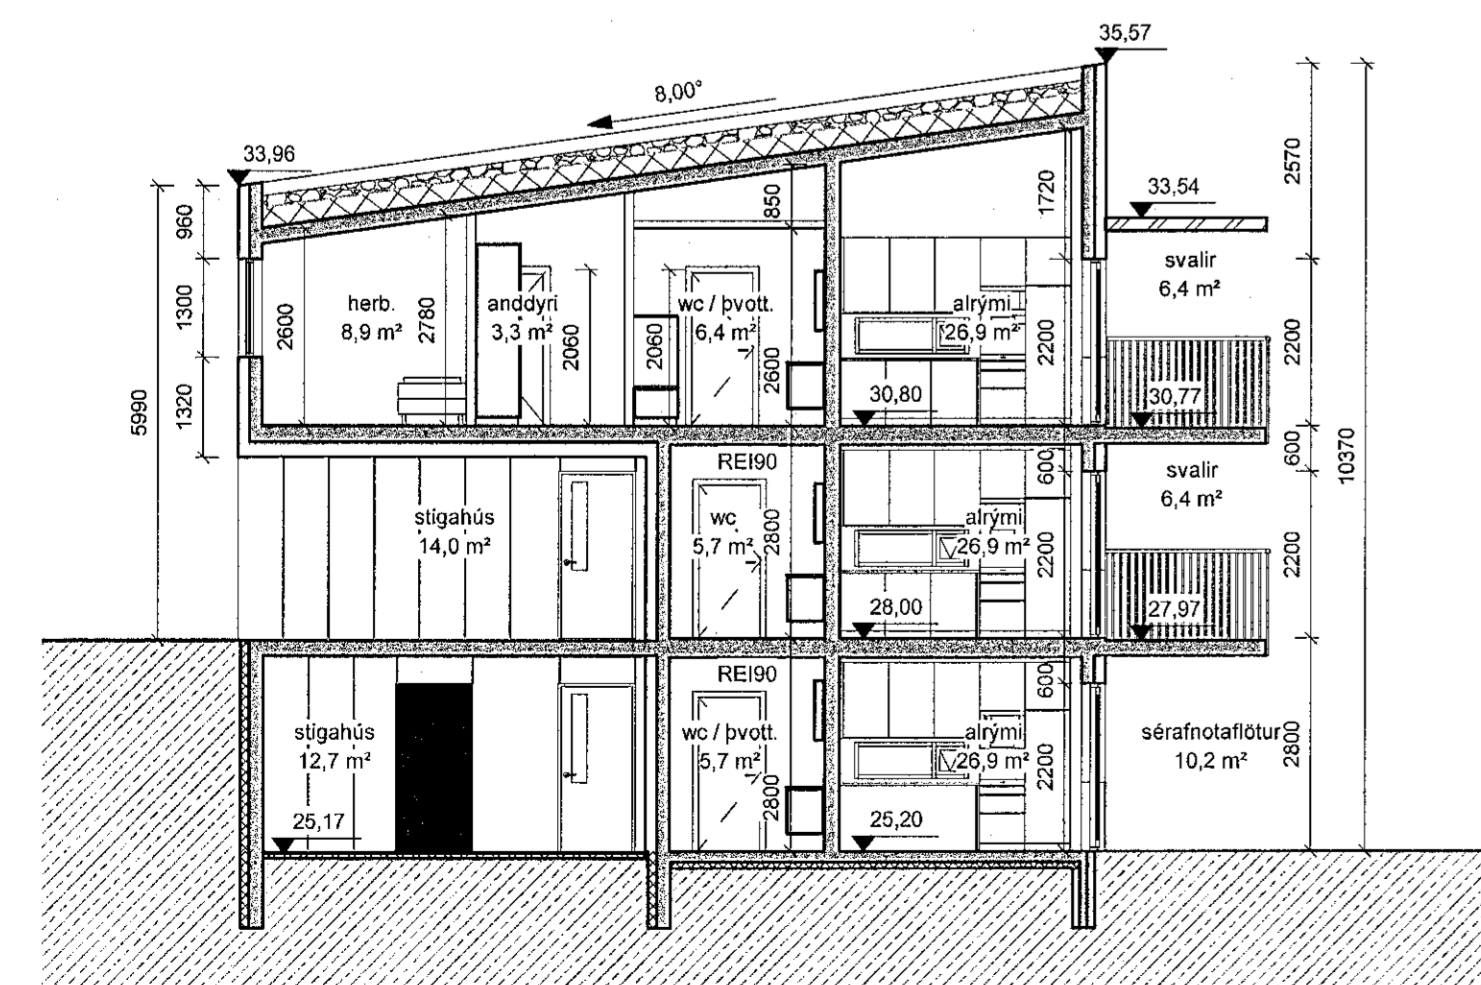 35,57
8,00°
33,96
2570
1720
33,54
850
960
svalir
6,4 m²
herb.
8,9 m²
anddyri
3,3 m²
wc / þvott.
6,4 m²
alrými
26,9 m²
1300
2600
2780
2060
2060
2600
2200
2200
1320
5990
30,80
30,77
600
10370
REI90
600
svalir
6,4 m²
stigahús
14,0 m²
wc
5,7 m²
2800
alrými
26,9 m²
2200
2200
28,00
27,97
REI90
600
stigahús
12,7 m²
wc / þvott.
5,7 m²
alrými
26,9 m²
sérafnotaflötur
10,2 m²
2800
2200
2800
25,17
25,20